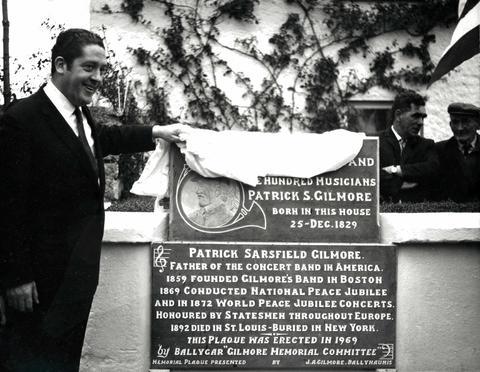 AND
HUNDRED MUSICIANS
PATRICK S. GILMORE
BORN IN THIS HOUSE
25-DEC. 1829
PATRICK SARSFIELD GILMORE.
FATHER OF THE CONCERT BAND IN AMERICA.
1859 FOUNDED GILMORE'S BAND IN BOSTON
1869 CONDUCTED NATIONAL PEACE JUBILEE
AND IN 1872 WORLD PEACE JUBILEE CONCERTS.
HONOURED BY STATESMEN THROUGHOUT EUROPE.
1892 DIED IN ST. LOUIS-BURIED IN NEW YORK.
THIS PLAQUE WAS ERECTED IN 1969
by BALLYGAR "GILMORE MEMORIAL COMMITTEE"
MEMORIAL PLAQUE PRESENTED BY J.A. GILMORE. BALLYHAUNIS